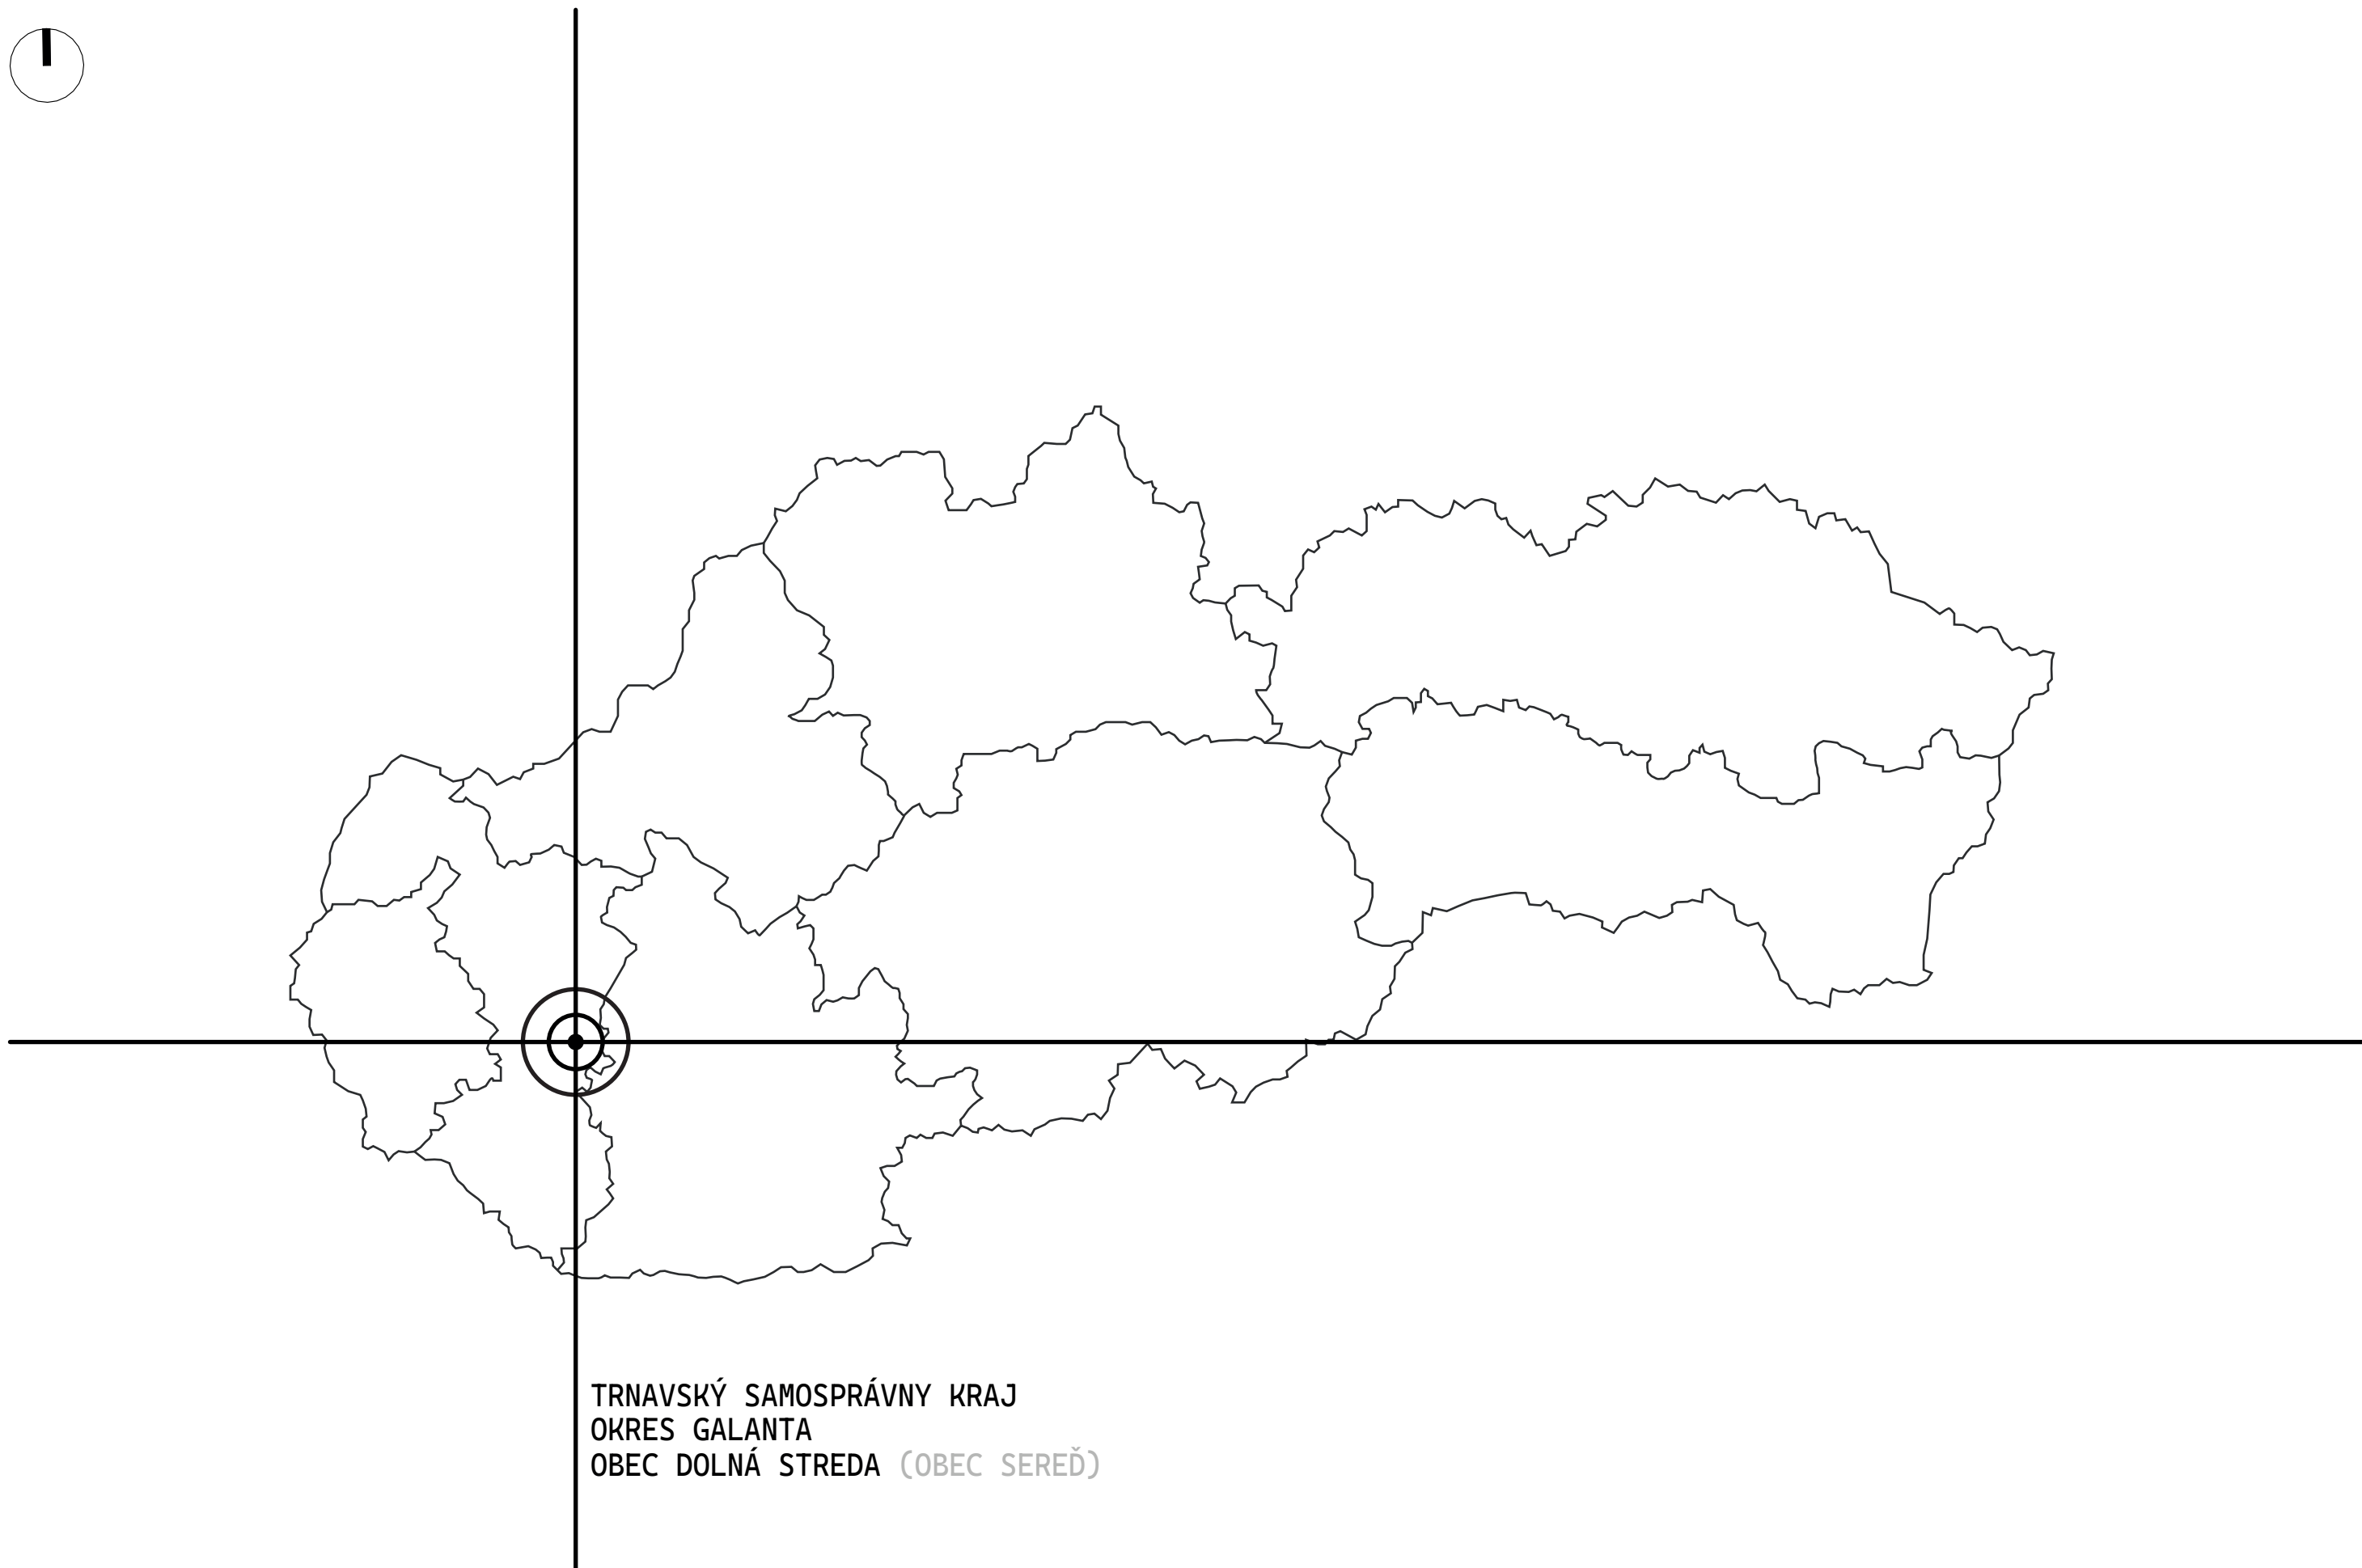 TRNAVSKÝ SAMOSPRÁVNY KRAJ
OKRES GALANTA
OBEC DOLNÁ STREDA (OBEC SEREĎ)